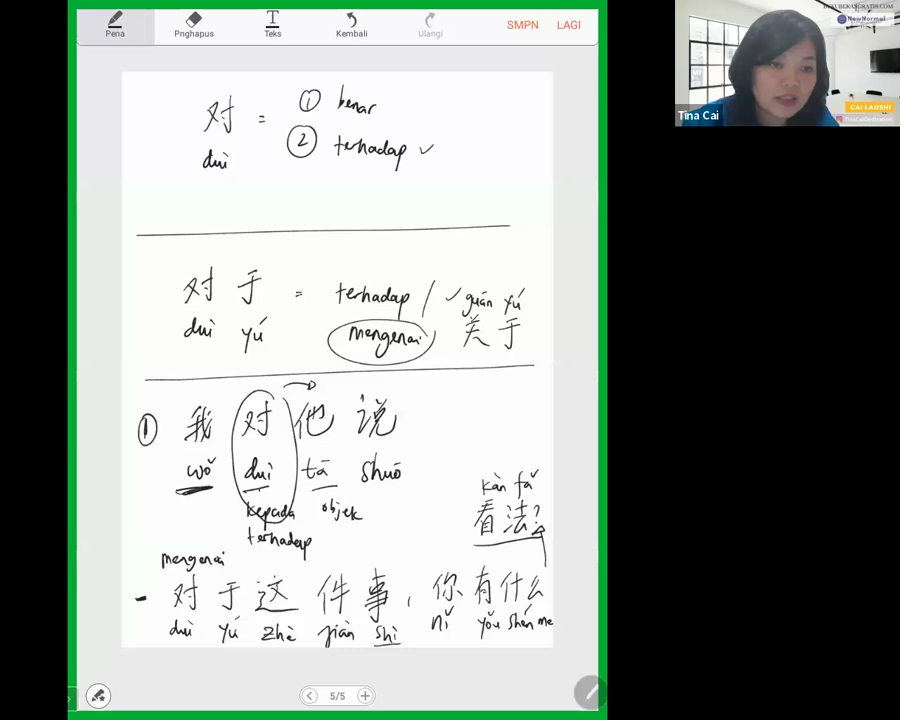 Pena Pnghapus Teks Kembali Ulangi SMPN LAGI
对 = ① benar
duì ② terhadap ✓
对于 = terhadap / ✓ guān yú
duì yú mengenai 关于
① 我对他说
wǒ duì tā shuō
kepada objek
terhadap
kàn fǎ
看法?
mengenai
- 对于这件事, 你有什么
duì yú zhè jiàn shì nǐ yǒu shén me
5/5
NewNormal
CAI LAOSHI
Tina Cai